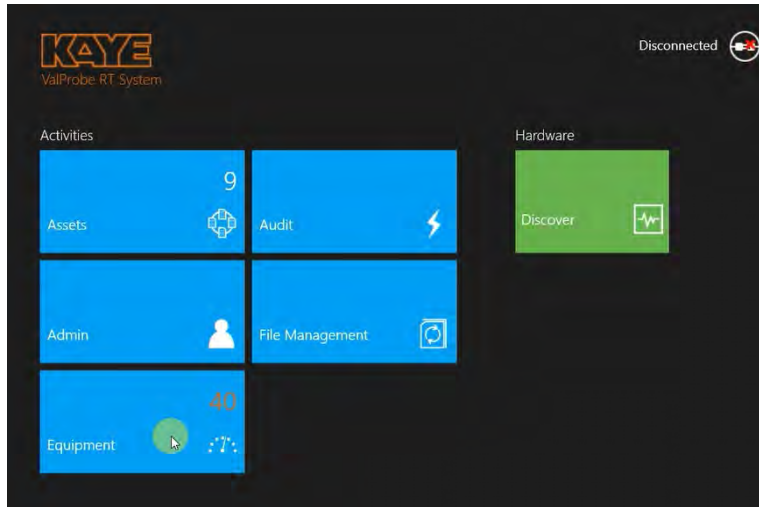 KAYE
ValProbe RT System
Disconnected
Activities
Hardware
9
Assets
Audit
Discover
Admin
File Management
40
Equipment